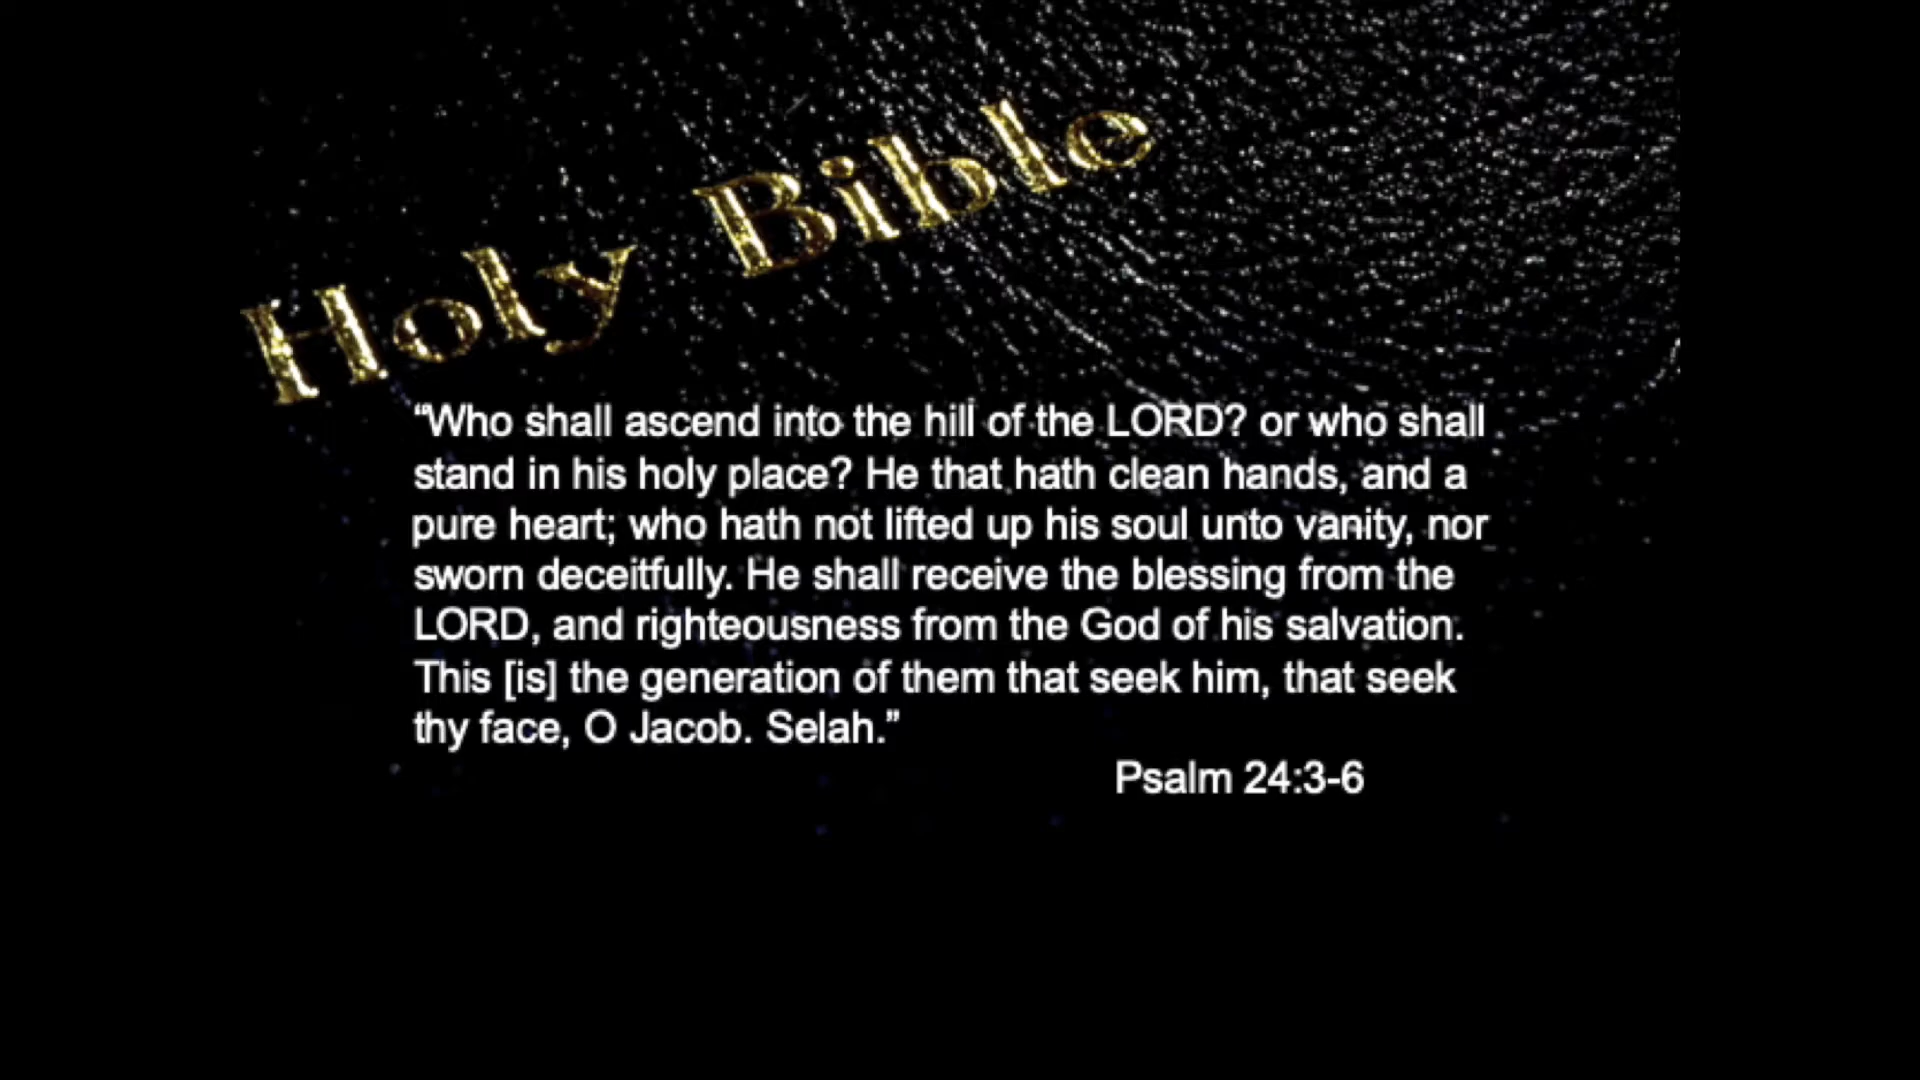 Holy Bible
“Who shall ascend into the hill of the LORD? or who shall
stand in his holy place? He that hath clean hands, and a
pure heart; who hath not lifted up his soul unto vanity, nor
sworn deceitfully. He shall receive the blessing from the
LORD, and righteousness from the God of his salvation.
This [is] the generation of them that seek him, that seek
thy face, O Jacob. Selah.”
Psalm 24:3-6